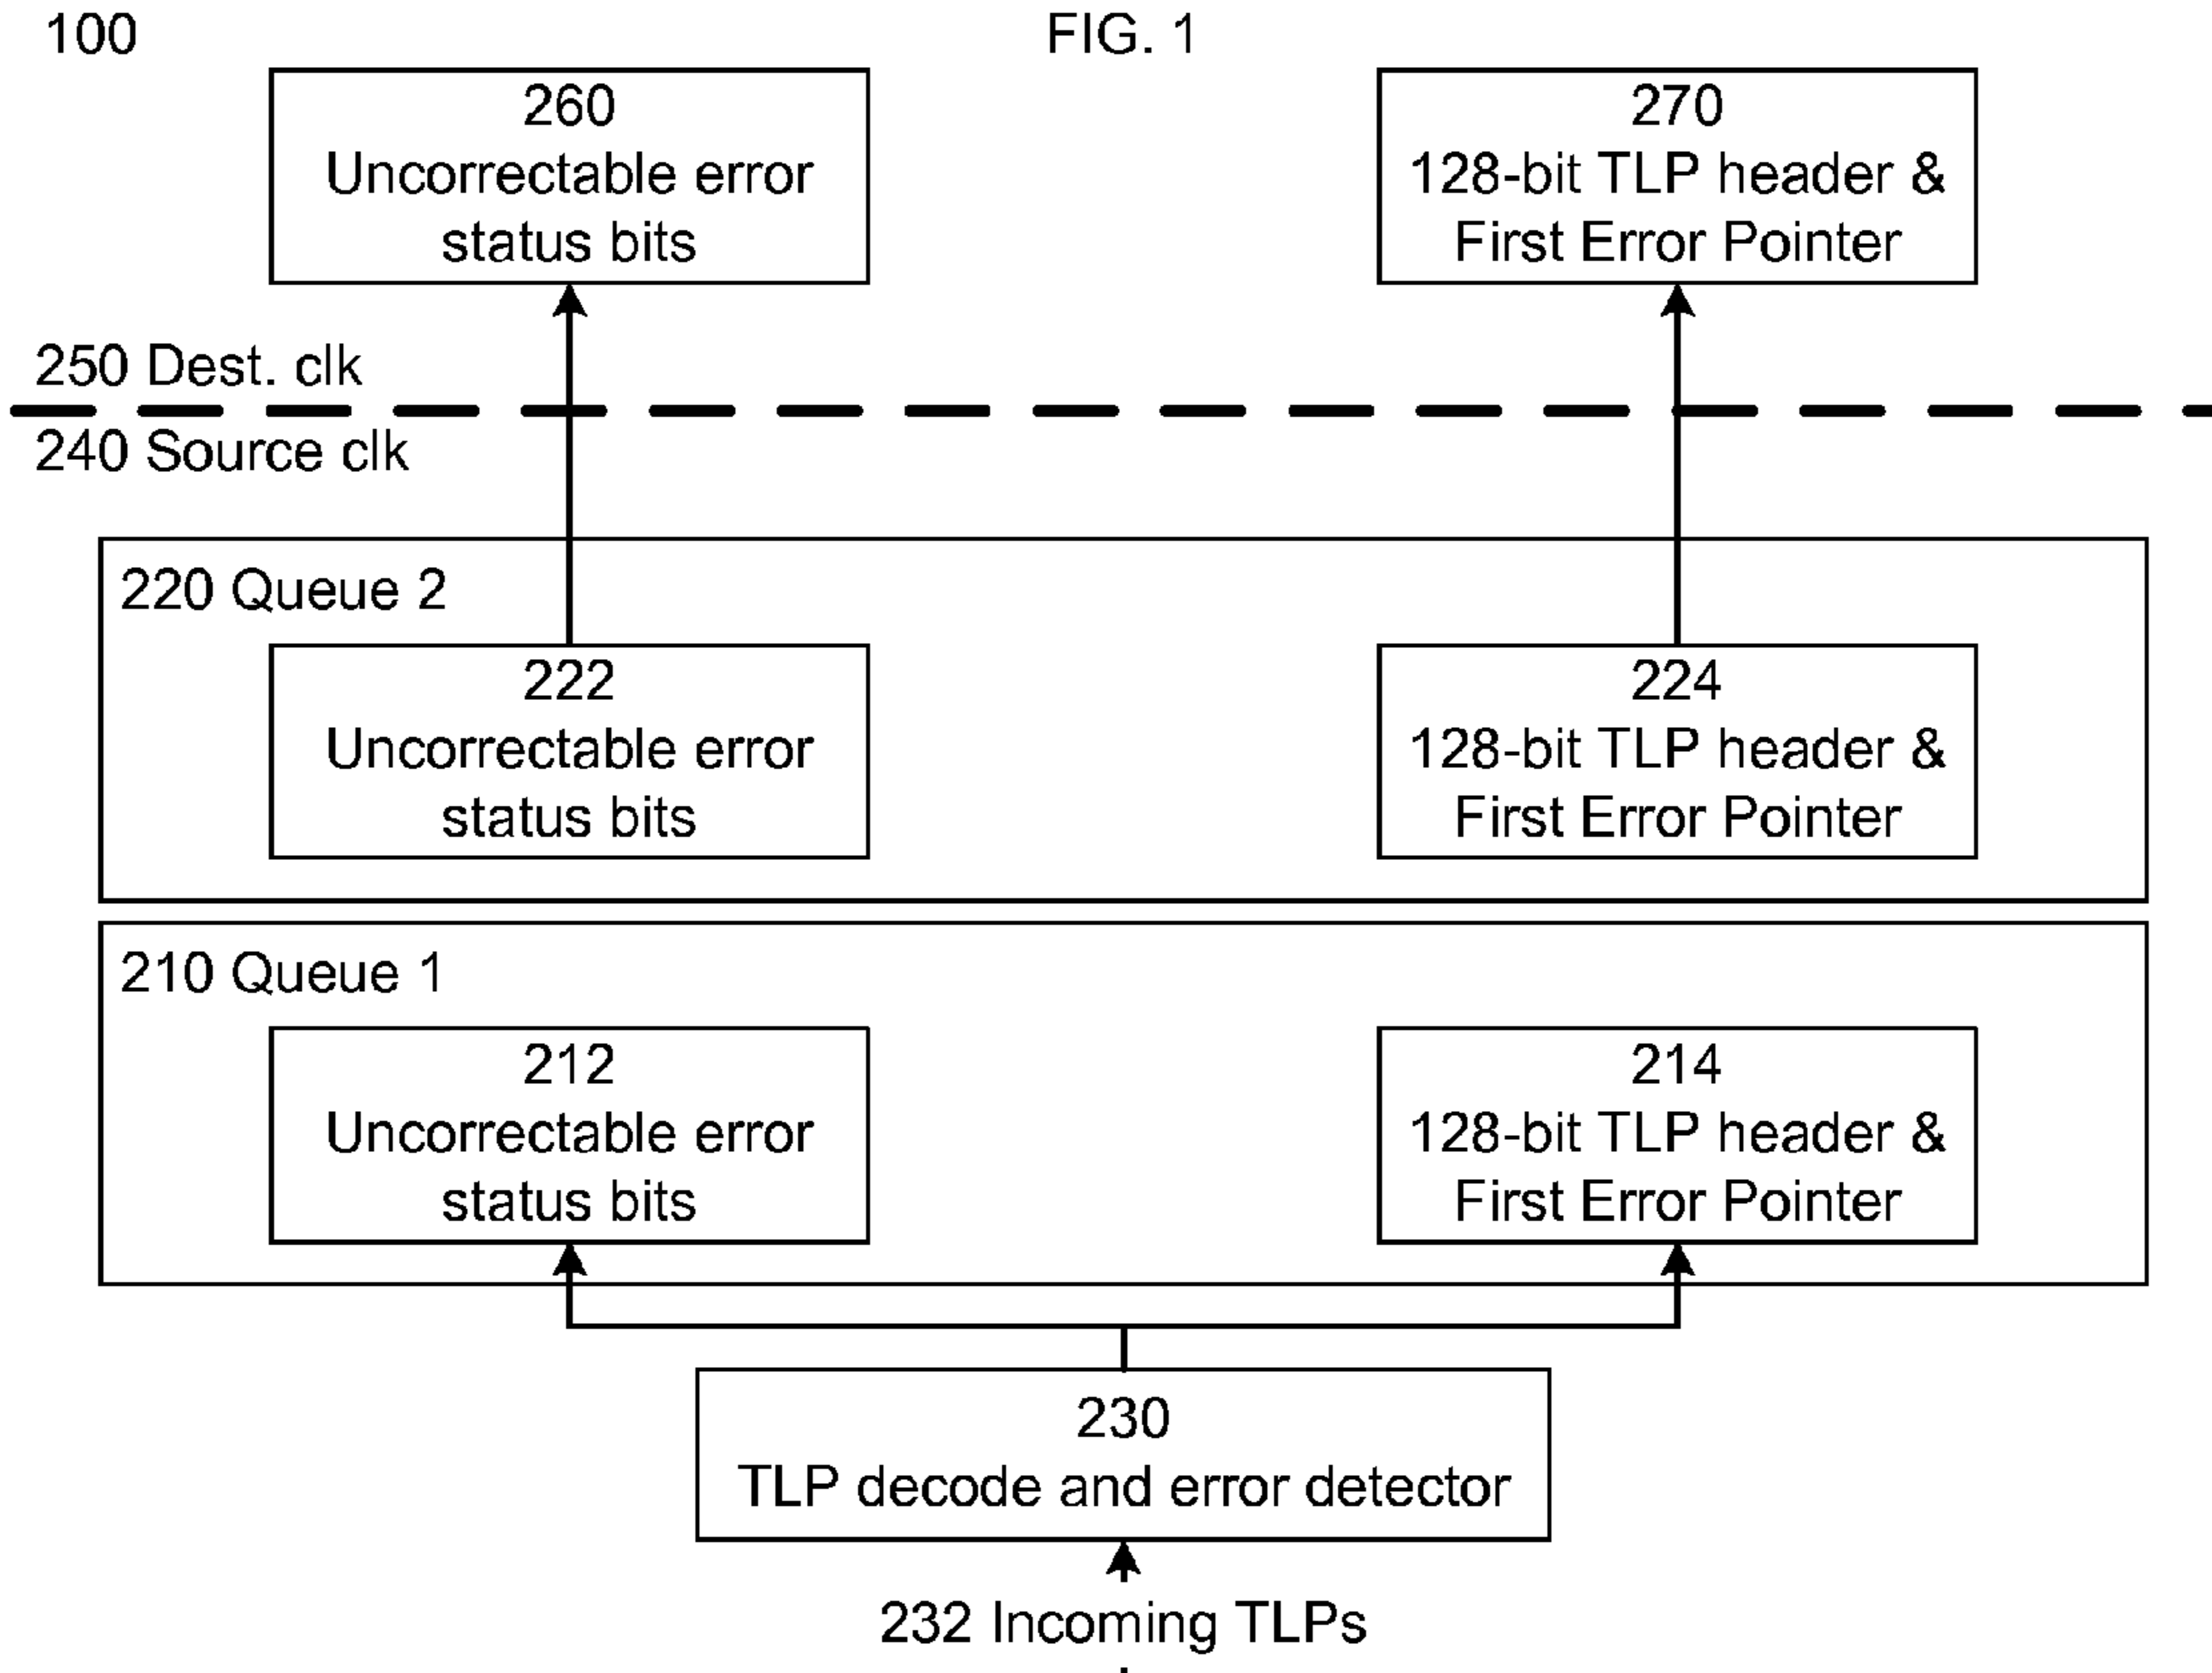 100
FIG. 1
260
Uncorrectable error
status bits
270
128-bit TLP header &
First Error Pointer
250 Dest. clk
240 Source clk
220 Queue 2
222
Uncorrectable error
status bits
224
128-bit TLP header &
First Error Pointer
210 Queue 1
212
Uncorrectable error
status bits
214
128-bit TLP header &
First Error Pointer
230
TLP decode and error detector
232 Incoming TLPs